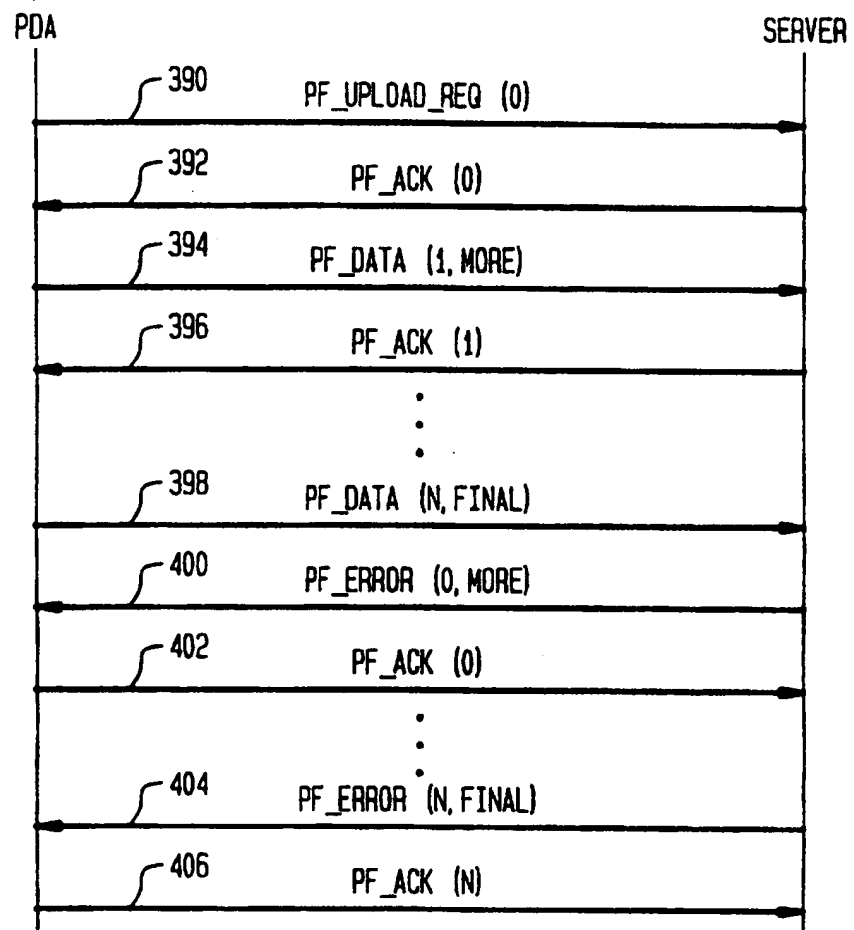 PDA SERVER
390 PF_UPLOAD_REQ (0)
392 PF_ACK (0)
394 PF_DATA (1, MORE)
396 PF_ACK (1)
398 PF_DATA (N, FINAL)
400 PF_ERROR (0, MORE)
402 PF_ACK (0)
404 PF_ERROR (N, FINAL)
406 PF_ACK (N)